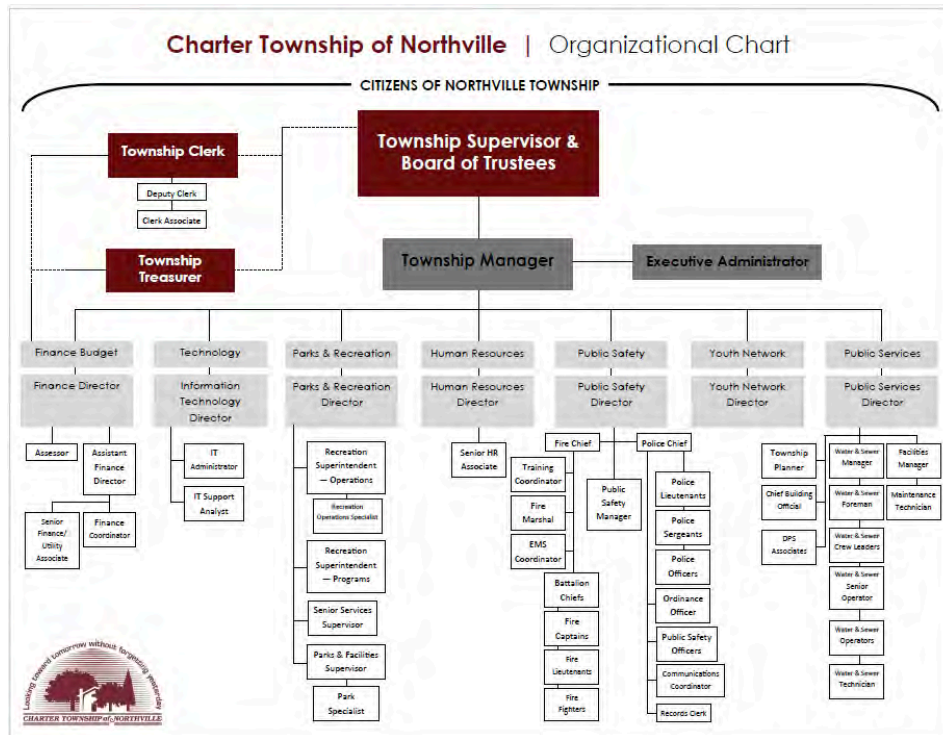 Charter Township of Northville | Organizational Chart
CITIZENS OF NORTHVILLE TOWNSHIP
Township Supervisor &
Board of Trustees
Township Clerk
Deputy Clerk
Clerk Associate
Township
Treasurer
Township Manager
Executive Administrator
Finance Budget
Technology
Parks & Recreation
Human Resources
Public Safety
Youth Network
Public Services
Finance Director
Information
Technology
Director
Parks & Recreation
Director
Human Resources
Director
Public Safety
Director
Youth Network
Director
Public Services
Director
Assessor
Assistant
Finance
Director
Senior
Finance/
Utility
Associate
Finance
Coordinator
IT
Administrator
IT Support
Analyst
Recreation
Superintendent
— Operations
Recreation
Operations Specialist
Recreation
Superintendent
— Programs
Senior Services
Supervisor
Parks & Facilities
Supervisor
Park
Specialist
Senior HR
Associate
Fire Chief
Police Chief
Training
Coordinator
Fire
Marshal
EMS
Coordinator
Battalion
Chiefs
Fire
Captains
Fire
Lieutenants
Fire
Fighters
Public
Safety
Manager
Police
Lieutenants
Police
Sergeants
Police
Officers
Ordinance
Officer
Public Safety
Officers
Communications
Coordinator
Records Clerk
Township
Planner
Chief Building
Official
DPS
Associates
Water & Sewer
Manager
Water & Sewer
Foreman
Water & Sewer
Crew Leaders
Water & Sewer
Senior
Operator
Water & Sewer
Operators
Water & Sewer
Technician
Facilities
Manager
Maintenance
Technician
Looking toward tomorrow without forgetting yesterday
CHARTER TOWNSHIP of NORTHVILLE